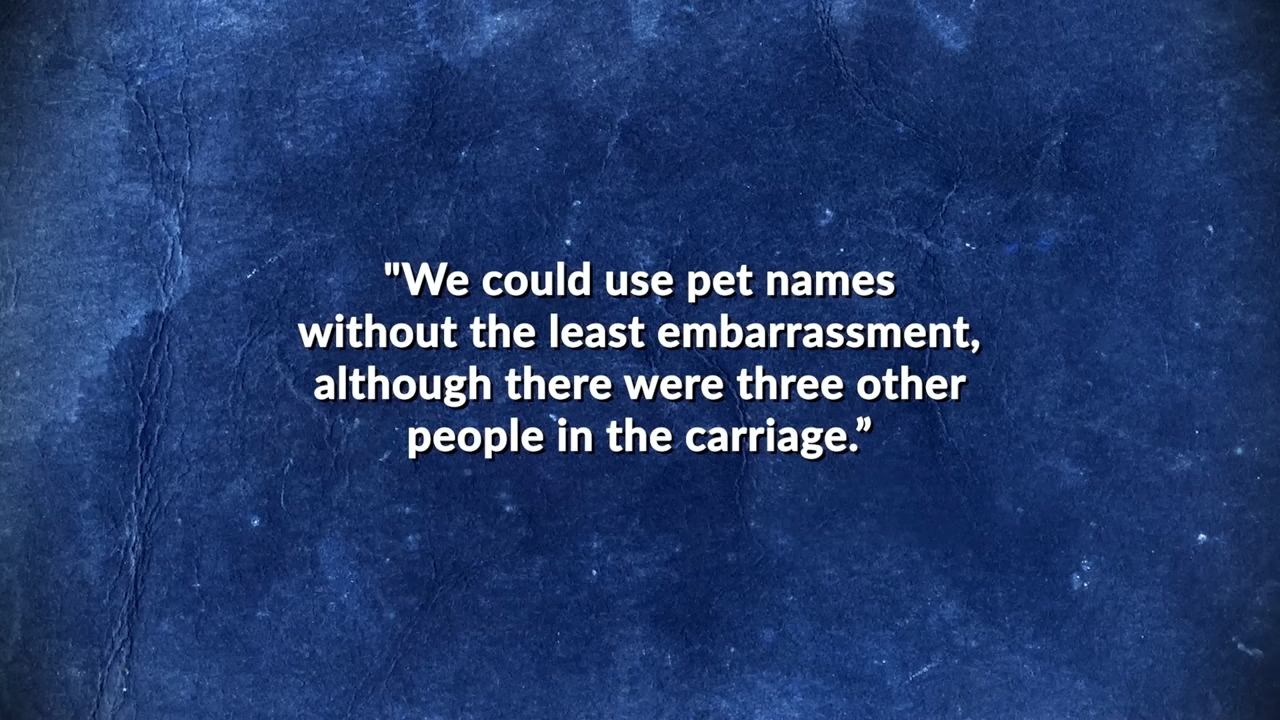 "We could use pet names
without the least embarrassment,
although there were three other
people in the carriage.”